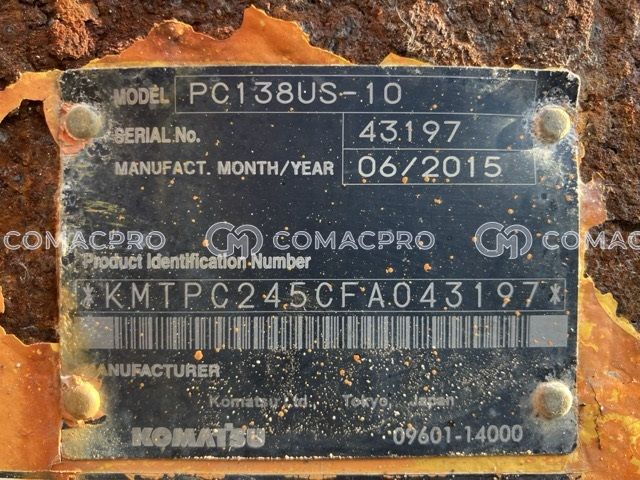 MODEL PC138US-10
SERIAL.No. 43197
MANUFACT. MONTH/YEAR 06/2015
COMACPRO COMACPRO
Product Identification Number
*KMTPC245CFA043197*
MANUFACTURER
Komatsu Ltd. Tokyo, Japan
KOMATSU 09601-14000